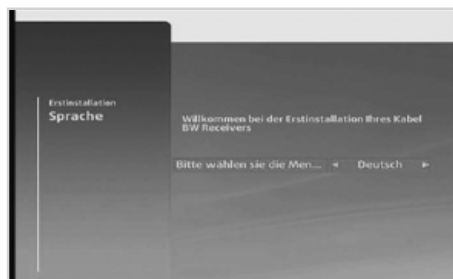 Erstinstallation
Sprache
Willkommen bei der Erstinstallation Ihres Kabel
BW Receivers
Bitte wählen sie die Men... Deutsch